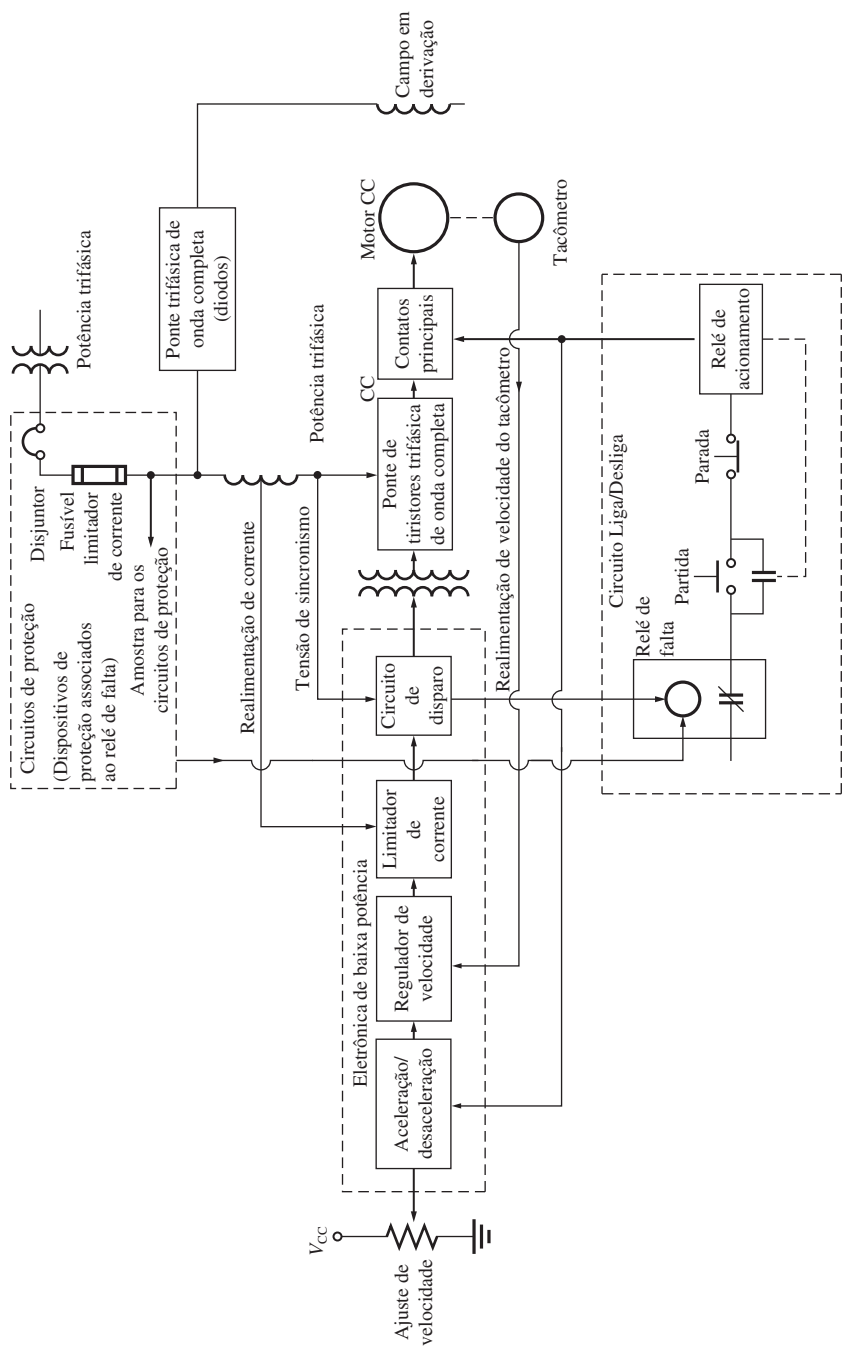 Circuitos de proteção
(Dispositivos de
proteção associados
ao relé de falta)
Disjuntor
Fusível
limitador
de corrente
Amostra para os
circuitos de proteção
Potência trifásica
Ponte trifásica de
onda completa
(diodos)
Campo em
derivação
Realimentação de corrente
Tensão de sincronismo
Potência trifásica
V_CC
Ajuste de
velocidade
Eletrônica de baixa potência
Aceleração/
desaceleração
Regulador de
velocidade
Limitador
de
corrente
Circuito
de
disparo
Ponte de
tiristores trifásica
de onda completa
CC
Contatos
principais
Motor CC
Tacômetro
Realimentação de velocidade do tacômetro
Circuito Liga/Desliga
Relé de
falta
Partida
Parada
Relé de
acionamento